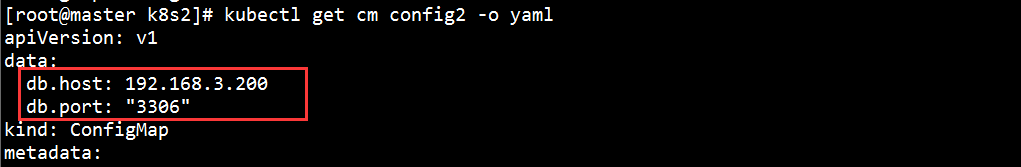 [root@master k8s2]# kubectl get cm config2 -o yaml
apiVersion: v1
data:
  db.host: 192.168.3.200
  db.port: "3306"
kind: ConfigMap
metadata: